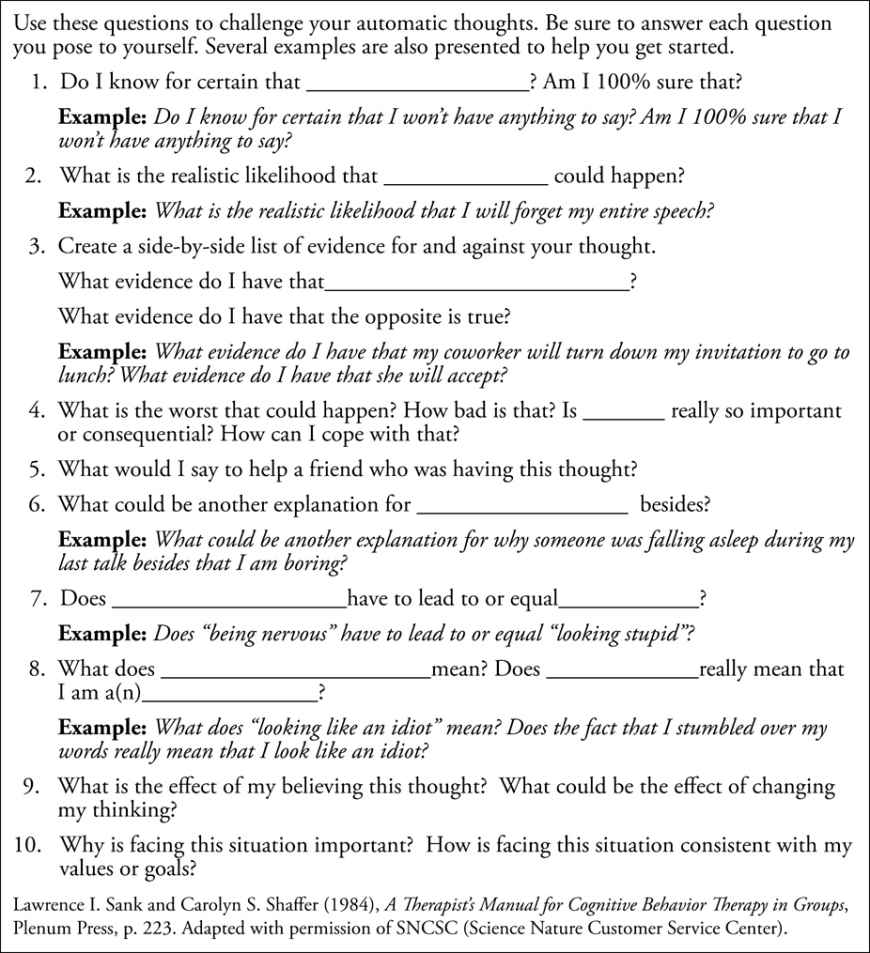 Use these questions to challenge your automatic thoughts. Be sure to answer each question
you pose to yourself. Several examples are also presented to help you get started.
1. Do I know for certain that ______________________? Am I 100% sure that?
Example: Do I know for certain that I won't have anything to say? Am I 100% sure that I
won't have anything to say?
2. What is the realistic likelihood that ________________ could happen?
Example: What is the realistic likelihood that I will forget my entire speech?
3. Create a side-by-side list of evidence for and against your thought.
What evidence do I have that______________________________?
What evidence do I have that the opposite is true?
Example: What evidence do I have that my coworker will turn down my invitation to go to
lunch? What evidence do I have that she will accept?
4. What is the worst that could happen? How bad is that? Is ________ really so important
or consequential? How can I cope with that?
5. What would I say to help a friend who was having this thought?
6. What could be another explanation for _____________________ besides?
Example: What could be another explanation for why someone was falling asleep during my
last talk besides that I am boring?
7. Does _______________________have to lead to or equal______________?
Example: Does “being nervous” have to lead to or equal “looking stupid”?
8. What does ___________________________mean? Does _______________really mean that
I am a(n)_________________?
Example: What does “looking like an idiot” mean? Does the fact that I stumbled over my
words really mean that I look like an idiot?
9. What is the effect of my believing this thought? What could be the effect of changing
my thinking?
10. Why is facing this situation important? How is facing this situation consistent with my
values or goals?
Lawrence I. Sank and Carolyn S. Shaffer (1984), A Therapist's Manual for Cognitive Behavior Therapy in Groups,
Plenum Press, p. 223. Adapted with permission of SNCSC (Science Nature Customer Service Center).